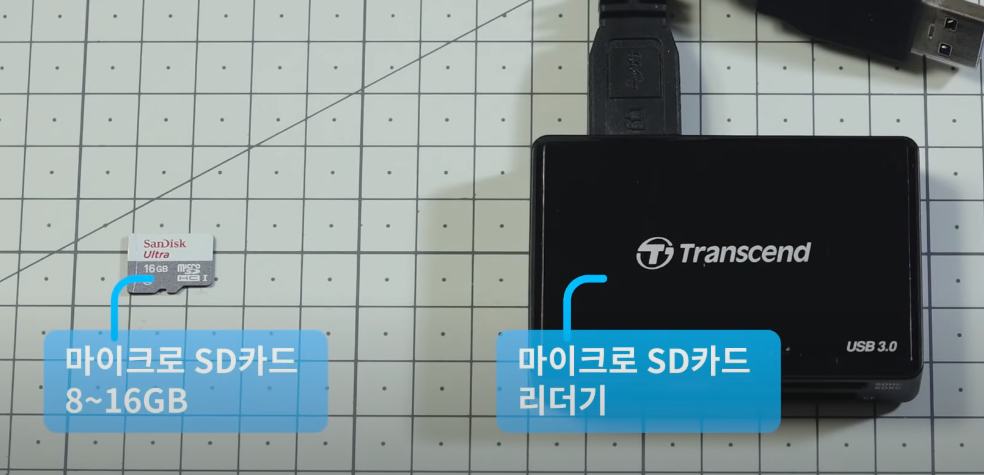 SanDisk
Ultra
16GB
micro
SD
HC I
마이크로 SD카드
8~16GB
Transcend
USB 3.0
마이크로 SD카드
리더기